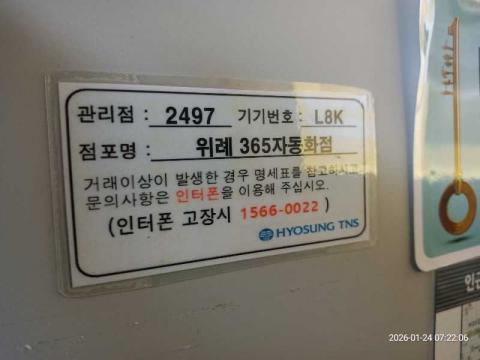 관리점 : 2497 기기번호 : L8K
점포명 : 위례 365자동화점
거래이상이 발생한 경우 명세표를 참고하시고
문의사항은 인터폰을 이용해 주십시오.
(인터폰 고장시 1566-0022 )
HYOSUNG TNS
인근
2026-01-24 07:22:06